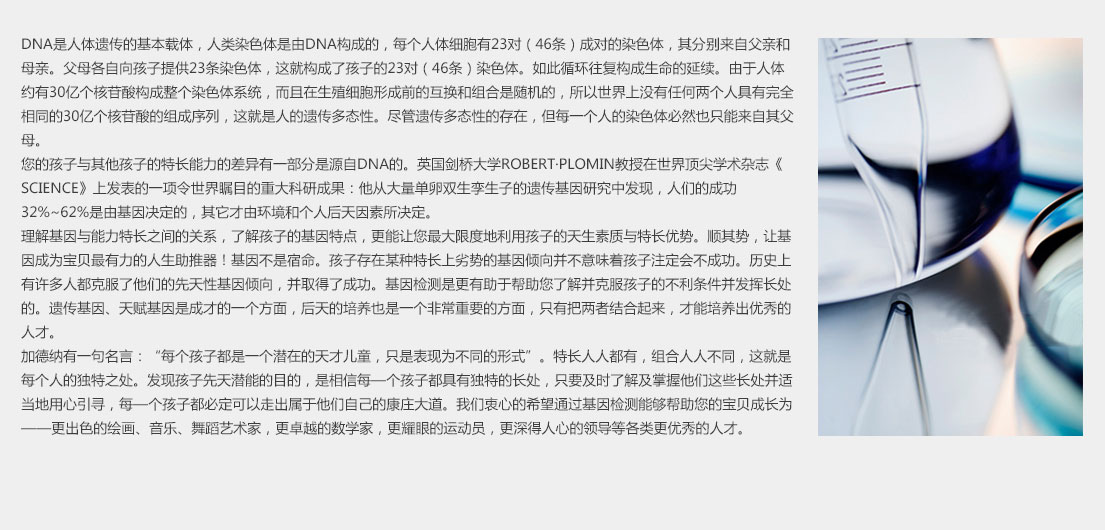 DNA是人体遗传的基本载体，人类染色体是由DNA构成的，每个人体细胞有23对（46条）成对的染色体，其分别来自父亲和
母亲。父母各自向孩子提供23条染色体，这就构成了孩子的23对（46条）染色体。如此循环往复构成生命的延续。由于人体
约有30亿个核苷酸构成整个染色体系统，而且在生殖细胞形成前的互换和组合是随机的，所以世界上没有任何两个人具有完全
相同的30亿个核苷酸的组成序列，这就是人的遗传多态性。尽管遗传多态性的存在，但每一个人的染色体必然也只能来自其父
母。
您的孩子与其他孩子的特长能力的差异有一部分是源自DNA的。英国剑桥大学ROBERT·PLOMIN教授在世界顶尖学术杂志《
SCIENCE》上发表的一项令世界瞩目的重大科研成果：他从大量单卵双生孪生子的遗传基因研究中发现，人们的成功
32%~62%是由基因决定的，其它才由环境和个人后天因素所决定。
理解基因与能力特长之间的关系，了解孩子的基因特点，更能让您最大限度地利用孩子的天生素质与特长优势。顺其势，让基
因成为宝贝最有力的人生助推器！基因不是宿命。孩子存在某种特长上劣势的基因倾向并不意味着孩子注定会不成功。历史上
有许多人都克服了他们的先天性基因倾向，并取得了成功。基因检测是更有助于帮助您了解并克服孩子的不利条件并发挥长处
的。遗传基因、天赋基因是成才的一个方面，后天的培养也是一个非常重要的方面，只有把两者结合起来，才能培养出优秀的
人才。
加德纳有一句名言：“每个孩子都是一个潜在的天才儿童，只是表现为不同的形式”。特长人人都有，组合人人不同，这就是
每个人的独特之处。发现孩子先天潜能的目的，是相信每一个孩子都具有独特的长处，只要及时了解及掌握他们这些长处并适
当地用心引导，每一个孩子都必定可以走出属于他们自己的康庄大道。我们衷心的希望通过基因检测能够帮助您的宝贝成长为
——更出色的绘画、音乐、舞蹈艺术家，更卓越的数学家，更耀眼的运动员，更深得人心的领导等各类更优秀的人才。